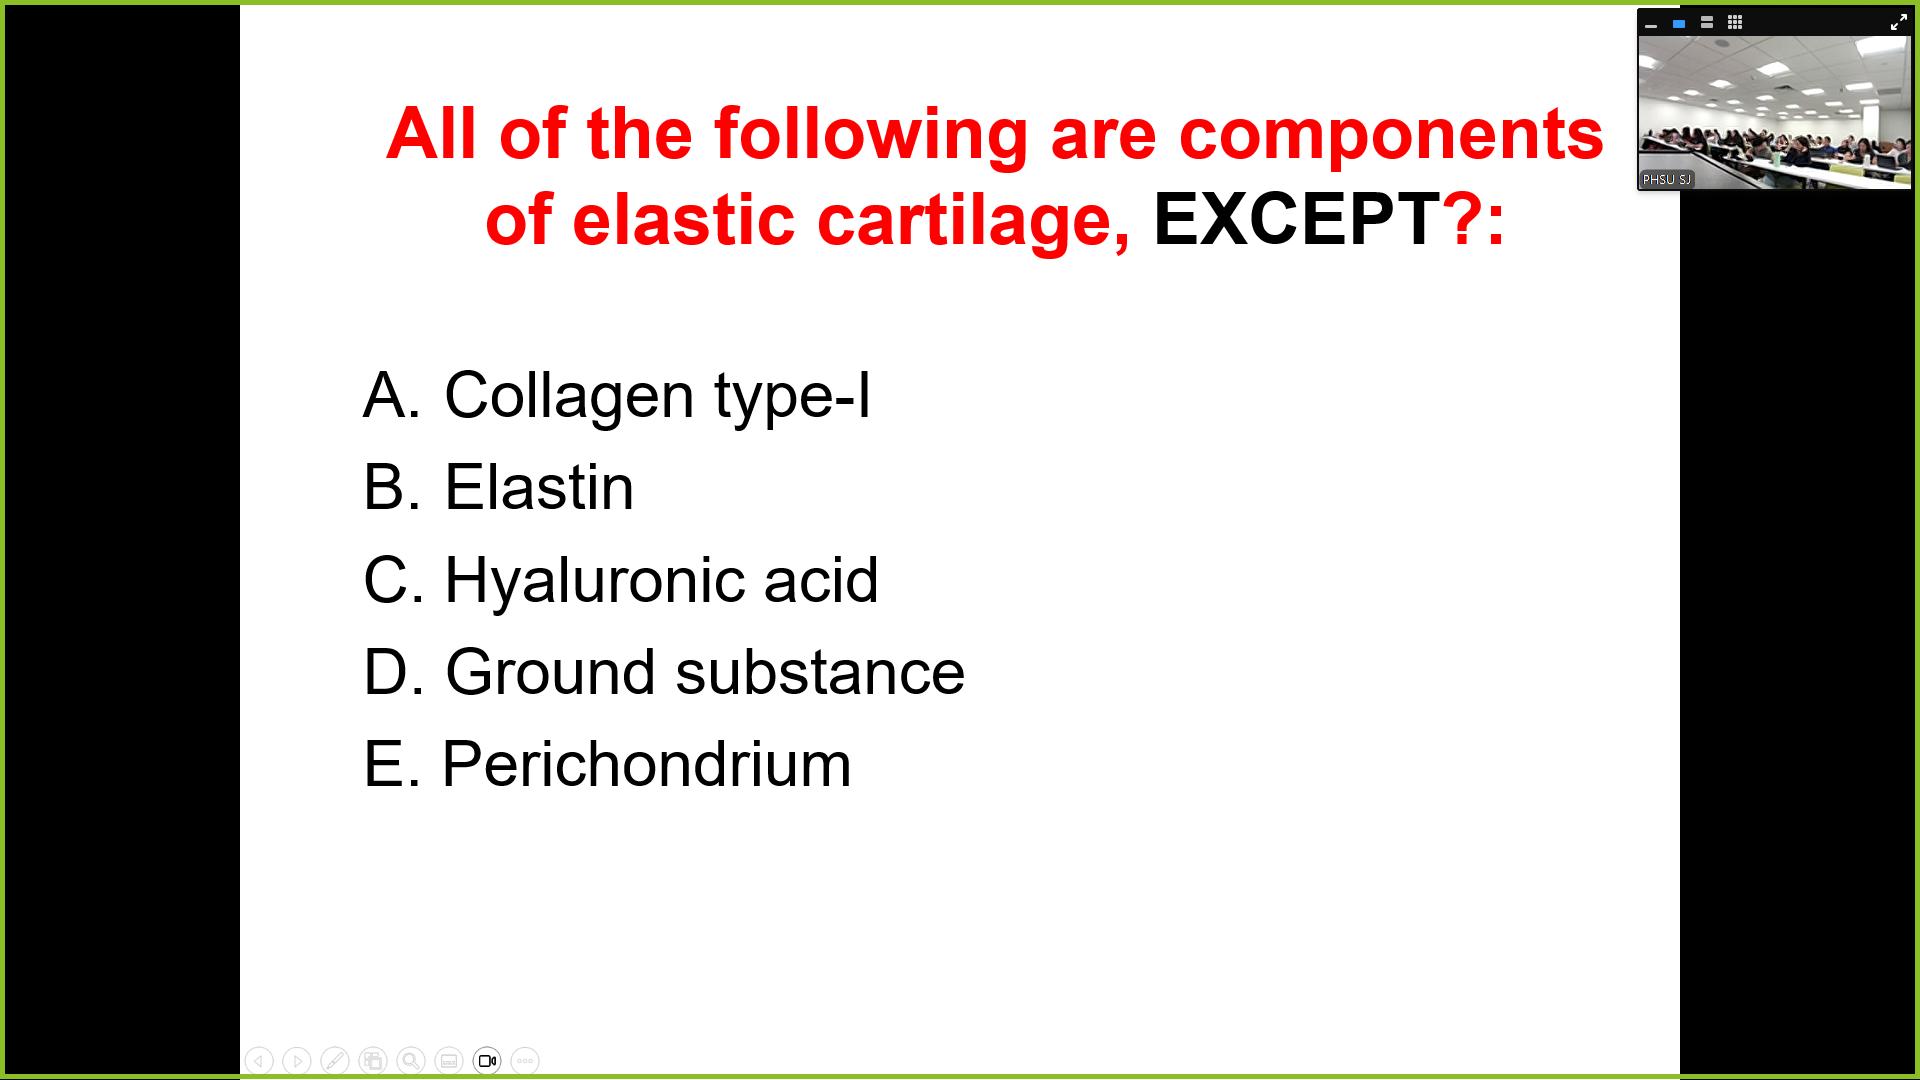 All of the following are components
of elastic cartilage, EXCEPT?:
A. Collagen type-I
B. Elastin
C. Hyaluronic acid
D. Ground substance
E. Perichondrium
PHSU SJ